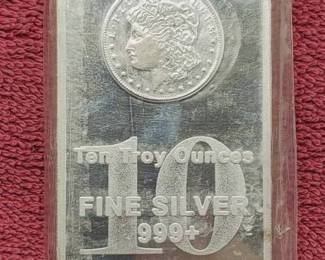 10
Ten Troy Ounces
FINE SILVER
999+